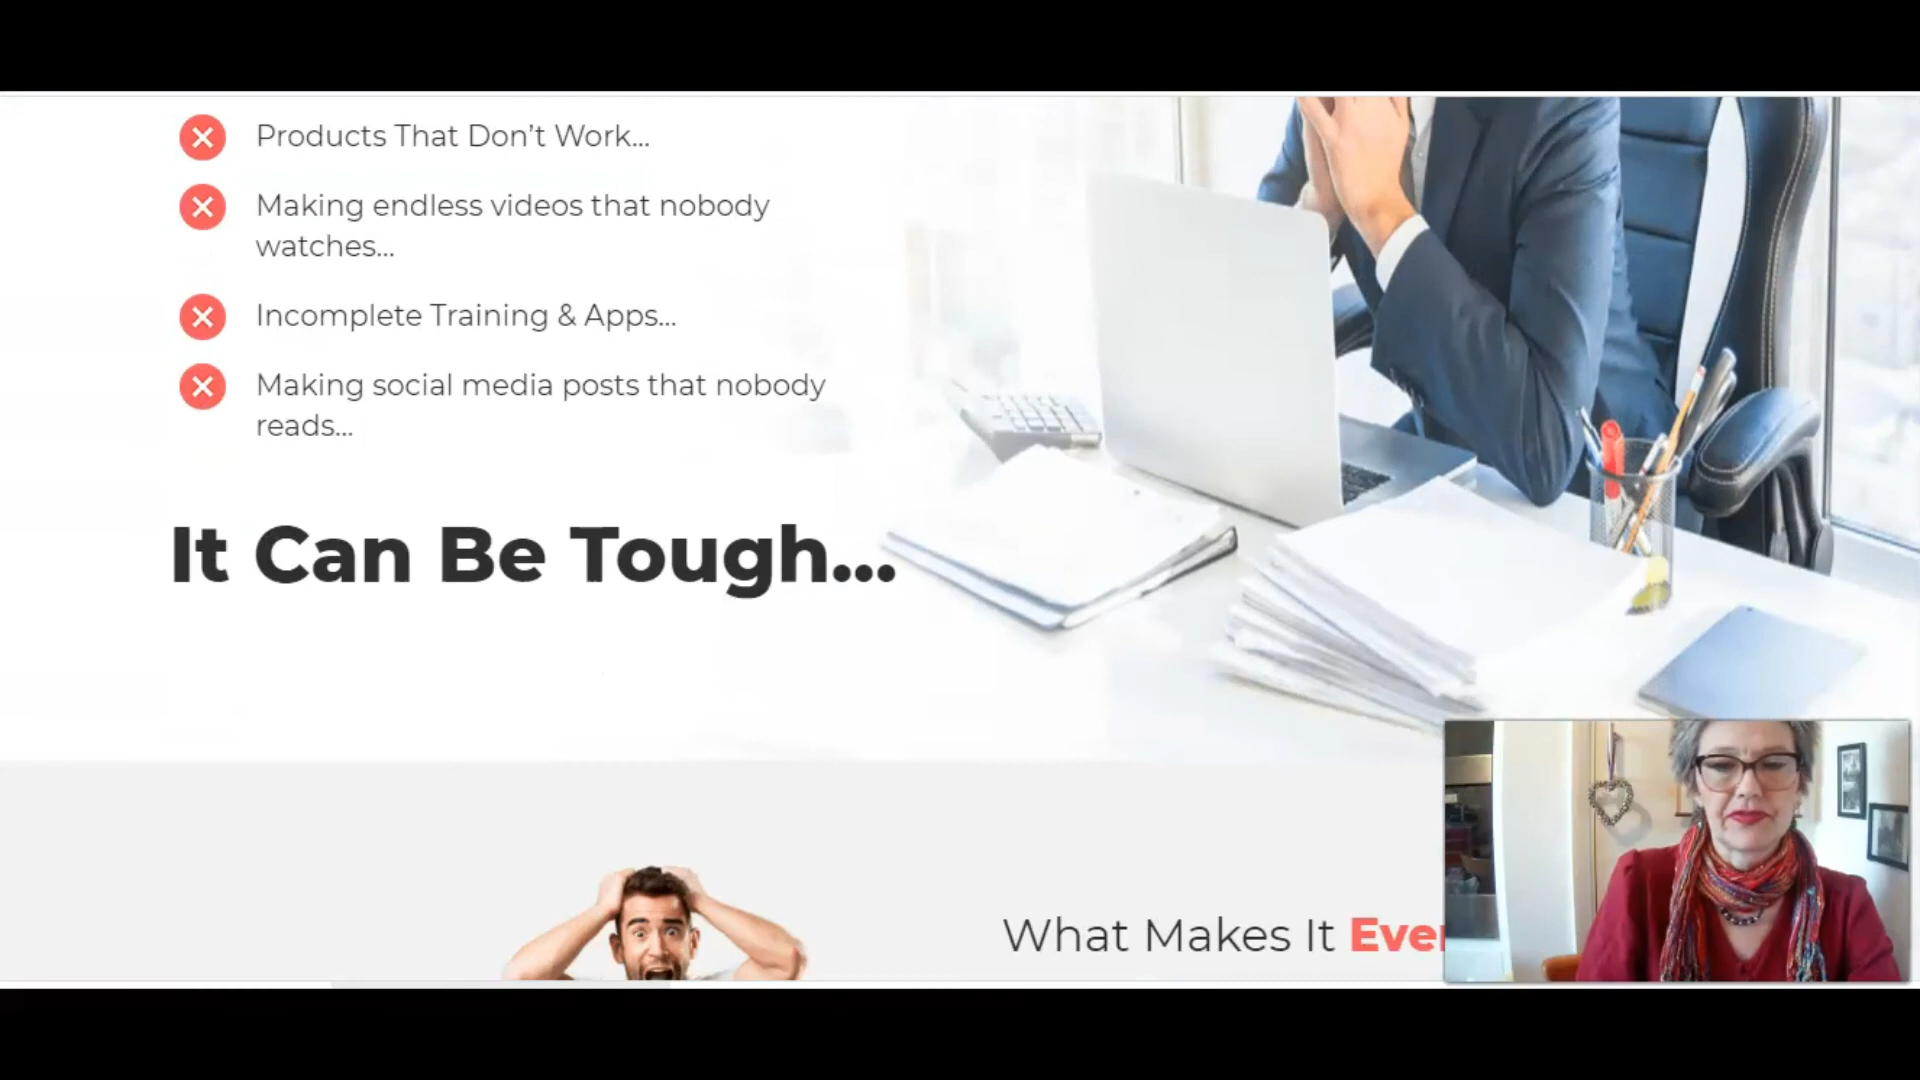 Products That Don’t Work...
Making endless videos that nobody
watches...
Incomplete Training & Apps...
Making social media posts that nobody
reads...
It Can Be Tough...
What Makes It